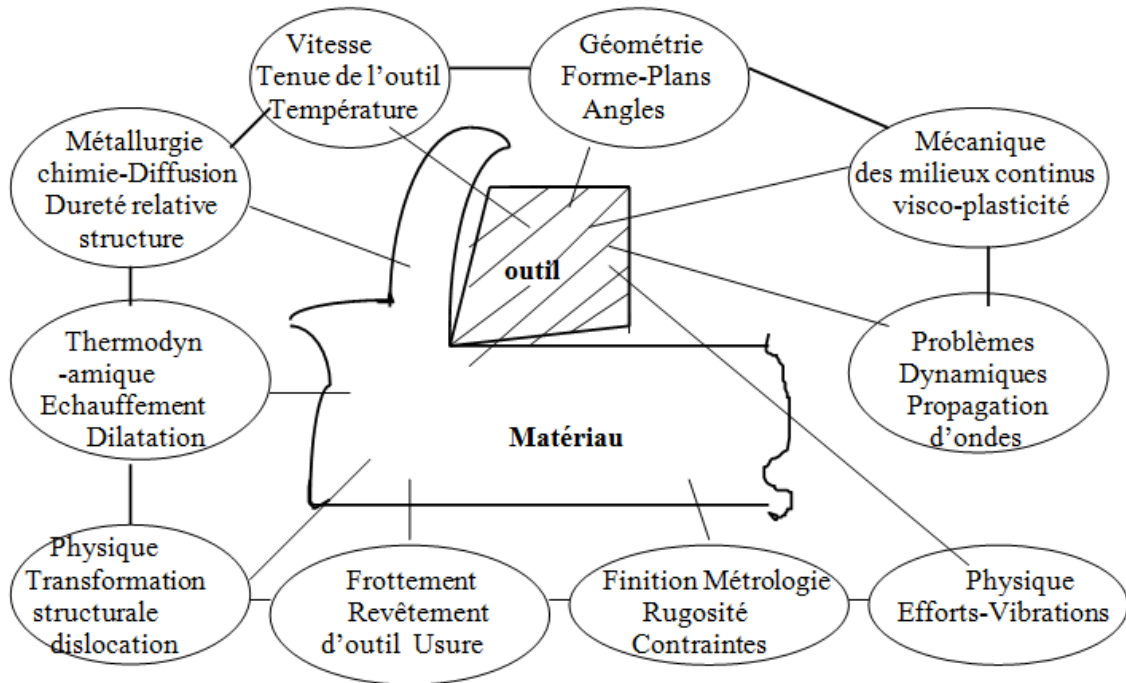 Vitesse
Tenue de l'outil
Température
Géométrie
Forme-Plans
Angles
Métallurgie
chimie-Diffusion
Dureté relative
structure
Mécanique
des milieux continus
visco-plasticité
outil
Thermodyn
-amique
Echauffement
Dilatation
Problèmes
Dynamiques
Propagation
d'ondes
Matériau
Physique
Transformation
structurale
dislocation
Frottement
Revêtement
d'outil Usure
Finition Métrologie
Rugosité
Contraintes
Physique
Efforts-Vibrations